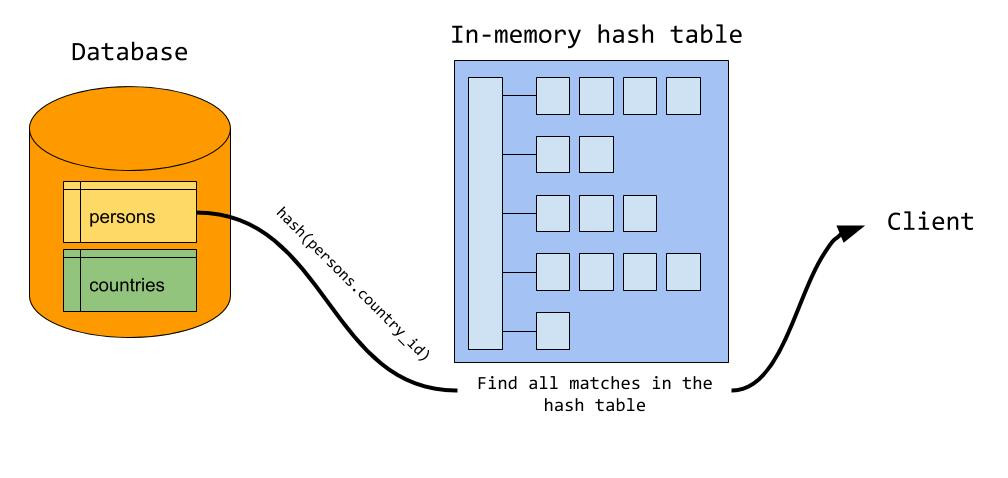 Database
In-memory hash table
persons
countries
hash(persons.country_id)
Find all matches in the
hash table
Client